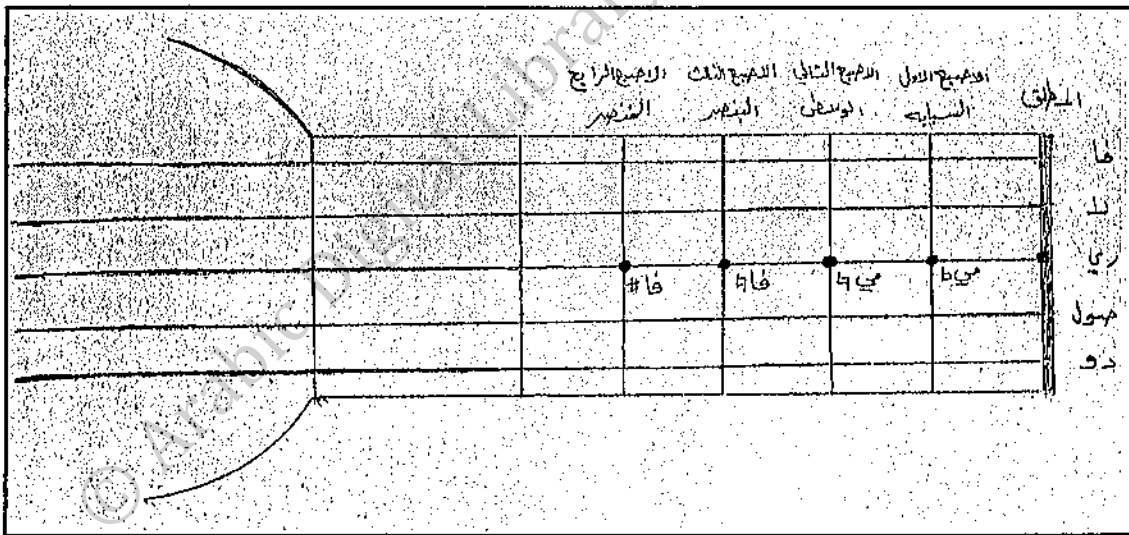 المطلق
الاصبع الاول الاصبع الثاني الاصبع الثالث الاصبع الرابع
السبابه الوسطى البنصر الخنصر
فا
لا
ري
مي b مي ♮ فا ♮ فا #
صول
دو
© Arabic Digital Library